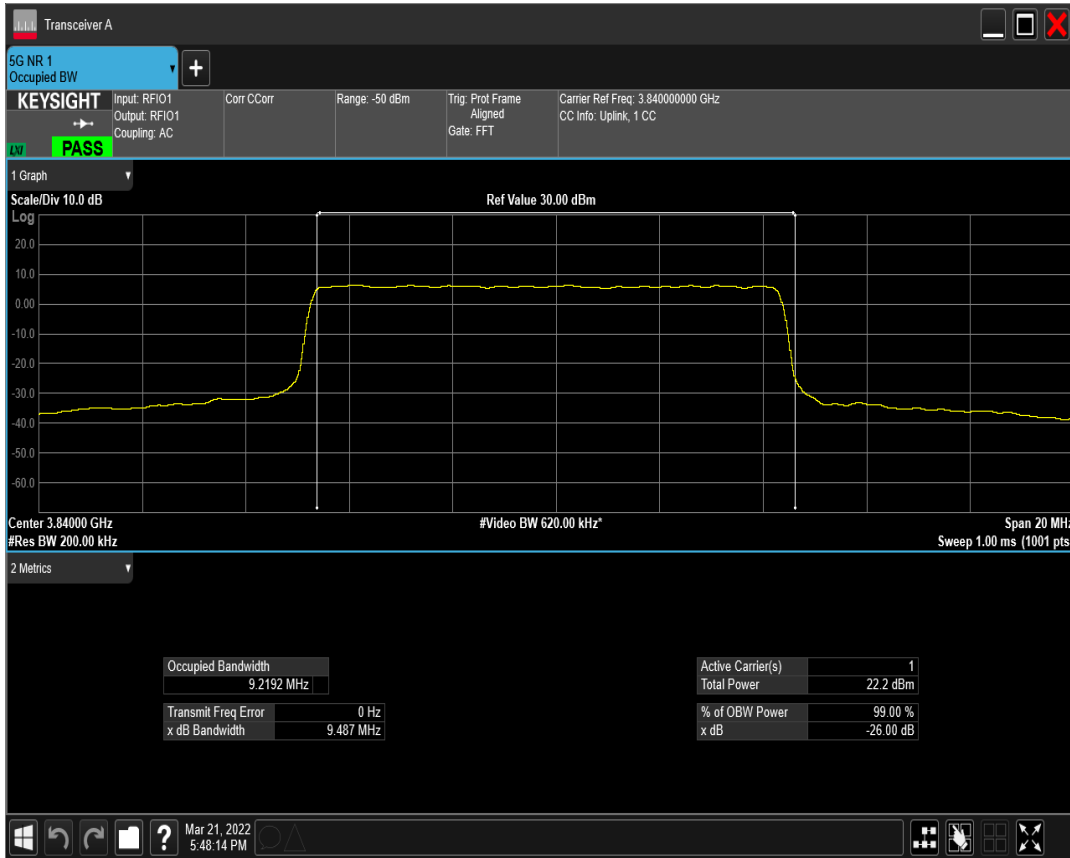 Transceiver A
5G NR 1
Occupied BW
KEYSIGHT
LXI
PASS
Input: RFIO1
Output: RFIO1
Coupling: AC
Corr CCorr
Range: -50 dBm
Trig: Prot Frame
Aligned
Gate: FFT
Carrier Ref Freq: 3.840000000 GHz
CC Info: Uplink, 1 CC
1 Graph
Scale/Div 10.0 dB
Ref Value 30.00 dBm
Log
20.0
10.0
0.00
-10.0
-20.0
-30.0
-40.0
-50.0
-60.0
Center 3.84000 GHz
#Video BW 620.00 kHz*
Span 20 MHz
#Res BW 200.00 kHz
Sweep 1.00 ms (1001 pts
2 Metrics
Occupied Bandwidth
9.2192 MHz
Transmit Freq Error 0 Hz
x dB Bandwidth 9.487 MHz
Active Carrier(s) 1
Total Power 22.2 dBm
% of OBW Power 99.00 %
x dB -26.00 dB
?
Mar 21, 2022
5:48:14 PM